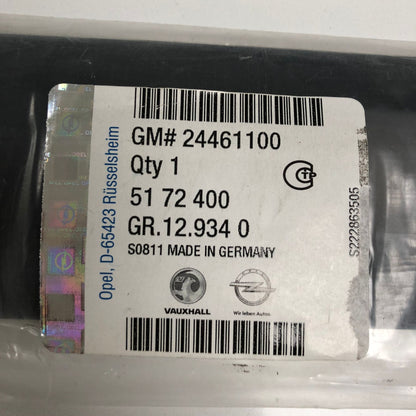 GM# 24461100
Qty 1
51 72 400
GR.12.934 0
S0811 MADE IN GERMANY
VAUXHALL
Wir leben Autos.
Opel, D-65423 Rüsselsheim
S222863505